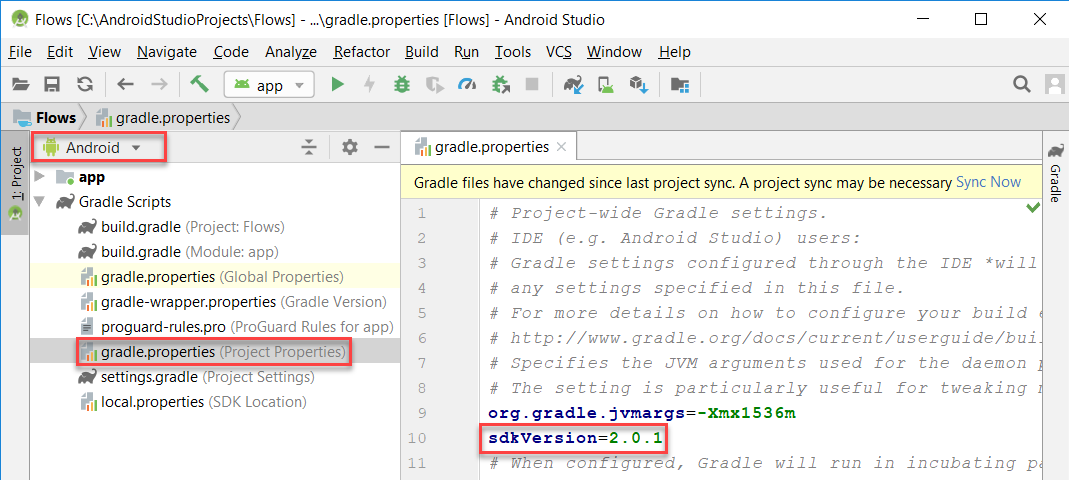 Flows [C:\AndroidStudioProjects\Flows] - ...\gradle.properties [Flows] - Android Studio
File Edit View Navigate Code Analyze Refactor Build Run Tools VCS Window Help
app
Flows gradle.properties
1: Project
Android
app
Gradle Scripts
build.gradle (Project: Flows)
build.gradle (Module: app)
gradle.properties (Global Properties)
gradle-wrapper.properties (Gradle Version)
proguard-rules.pro (ProGuard Rules for app)
gradle.properties (Project Properties)
settings.gradle (Project Settings)
local.properties (SDK Location)
gradle.properties
Gradle files have changed since last project sync. A project sync may be necessary Sync Now
1 # Project-wide Gradle settings.
2 # IDE (e.g. Android Studio) users:
3 # Gradle settings configured through the IDE *will
4 # any settings specified in this file.
5 # For more details on how to configure your build e
6 # http://www.gradle.org/docs/current/userguide/bui
7 # Specifies the JVM arguments used for the daemon p
8 # The setting is particularly useful for tweaking m
9 org.gradle.jvmargs=-Xmx1536m
10 sdkVersion=2.0.1
11 # When configured, Gradle will run in incubating pa
Gradle